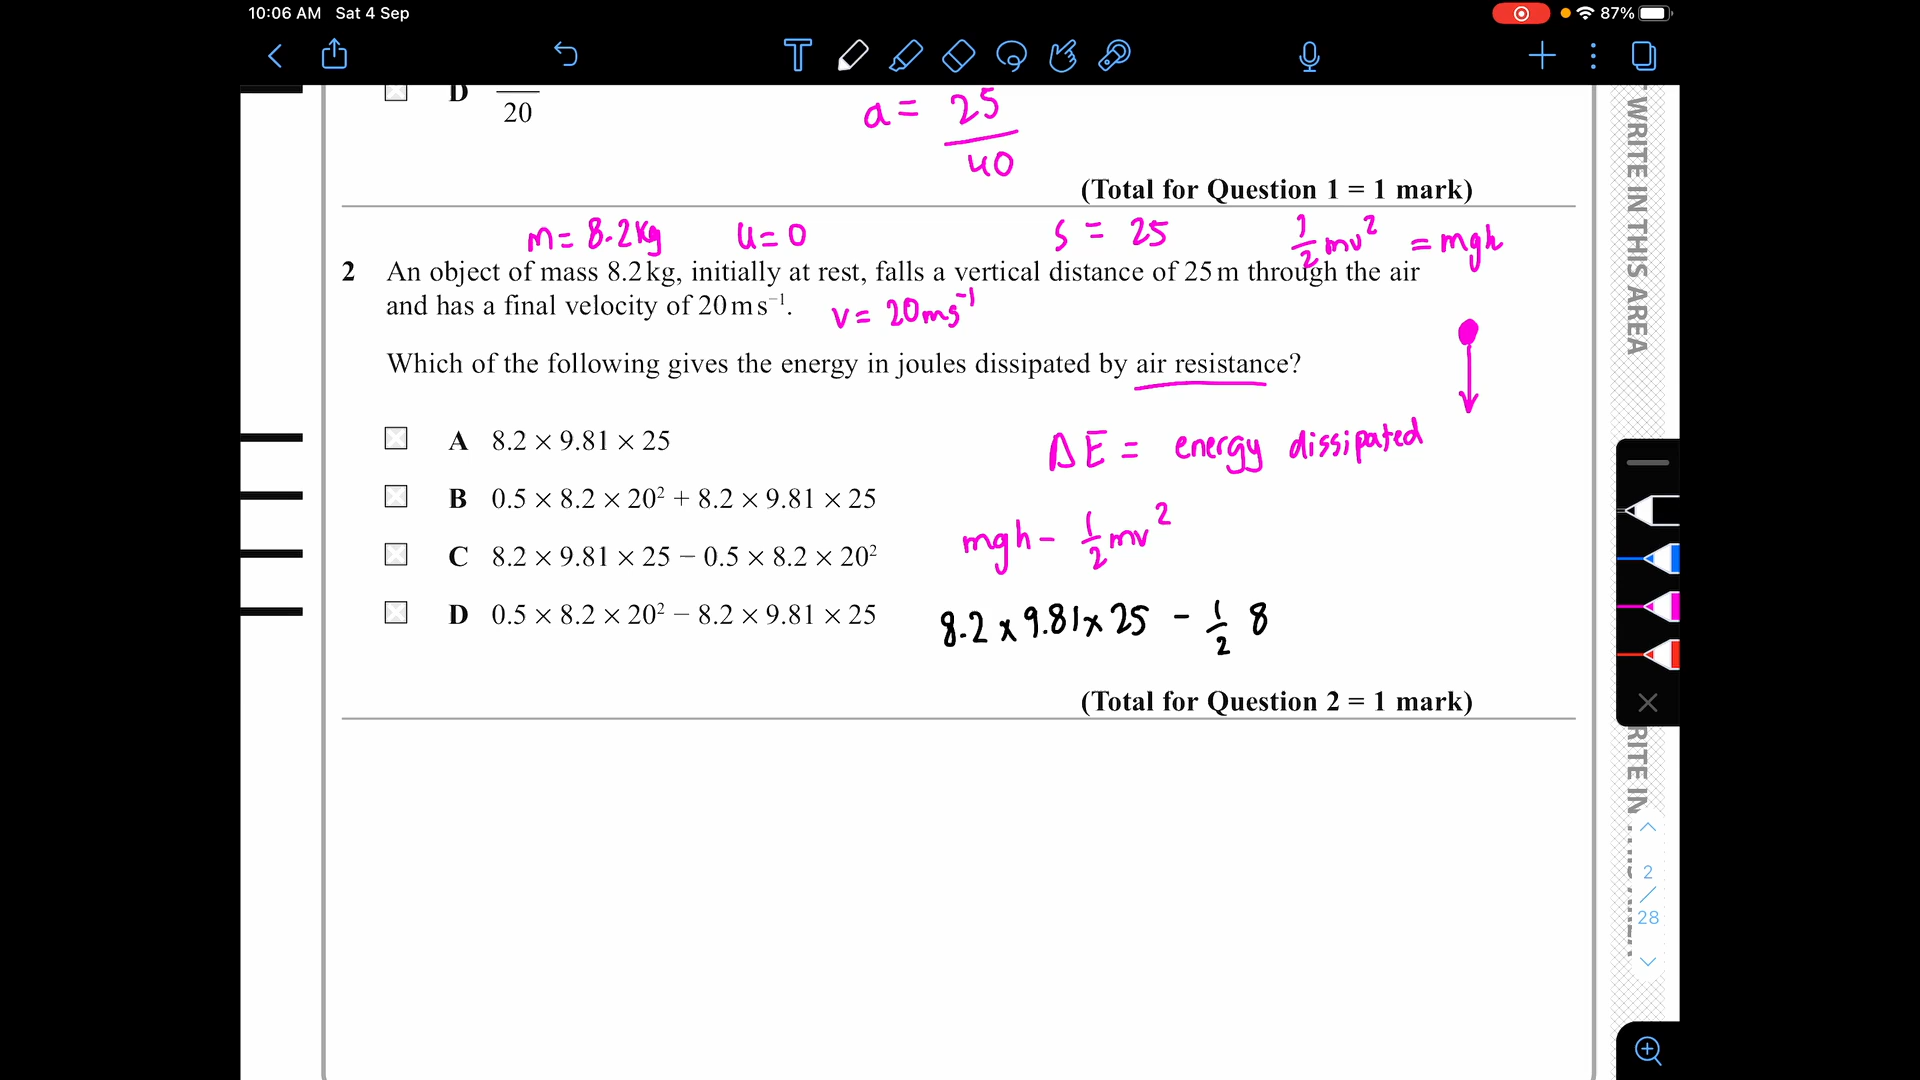 10:06 AM Sat 4 Sep 87%
D 20
a = 25/40
(Total for Question 1 = 1 mark)
m = 8.2kg u = 0 s = 25 1/2 mv² = mgh
2 An object of mass 8.2 kg, initially at rest, falls a vertical distance of 25 m through the air
and has a final velocity of 20 m s⁻¹. v = 20ms⁻¹
Which of the following gives the energy in joules dissipated by air resistance?
A 8.2 × 9.81 × 25
ΔE = energy dissipated
B 0.5 × 8.2 × 20² + 8.2 × 9.81 × 25
mgh - 1/2 mv²
C 8.2 × 9.81 × 25 − 0.5 × 8.2 × 20²
D 0.5 × 8.2 × 20² − 8.2 × 9.81 × 25
8.2 × 9.81 × 25 - 1/2 8
(Total for Question 2 = 1 mark)
WRITE IN THIS AREA
RITE IN
2
/
28